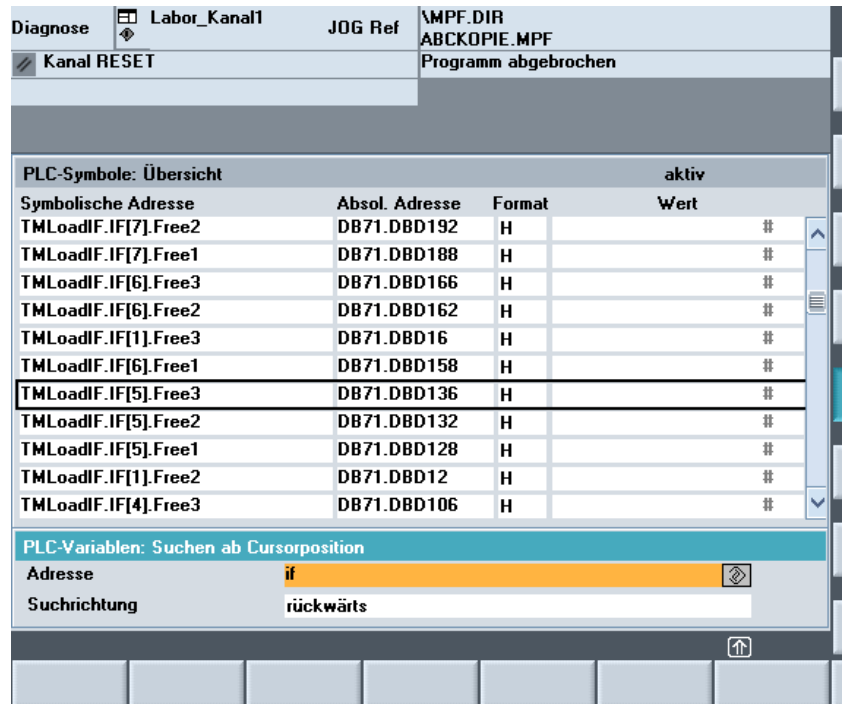 Diagnose
Labor_Kanal1
JOG Ref
\MPF.DIR
ABCKOPIE.MPF
Kanal RESET
Programm abgebrochen
PLC-Symbole: Übersicht aktiv
Symbolische Adresse Absol. Adresse Format Wert
TMLoadIF.IF[7].Free2 DB71.DBD192 H #
TMLoadIF.IF[7].Free1 DB71.DBD188 H #
TMLoadIF.IF[6].Free3 DB71.DBD166 H #
TMLoadIF.IF[6].Free2 DB71.DBD162 H #
TMLoadIF.IF[1].Free3 DB71.DBD16 H #
TMLoadIF.IF[6].Free1 DB71.DBD158 H #
TMLoadIF.IF[5].Free3 DB71.DBD136 H #
TMLoadIF.IF[5].Free2 DB71.DBD132 H #
TMLoadIF.IF[5].Free1 DB71.DBD128 H #
TMLoadIF.IF[1].Free2 DB71.DBD12 H #
TMLoadIF.IF[4].Free3 DB71.DBD106 H #
PLC-Variablen: Suchen ab Cursorposition
Adresse if
Suchrichtung rückwärts